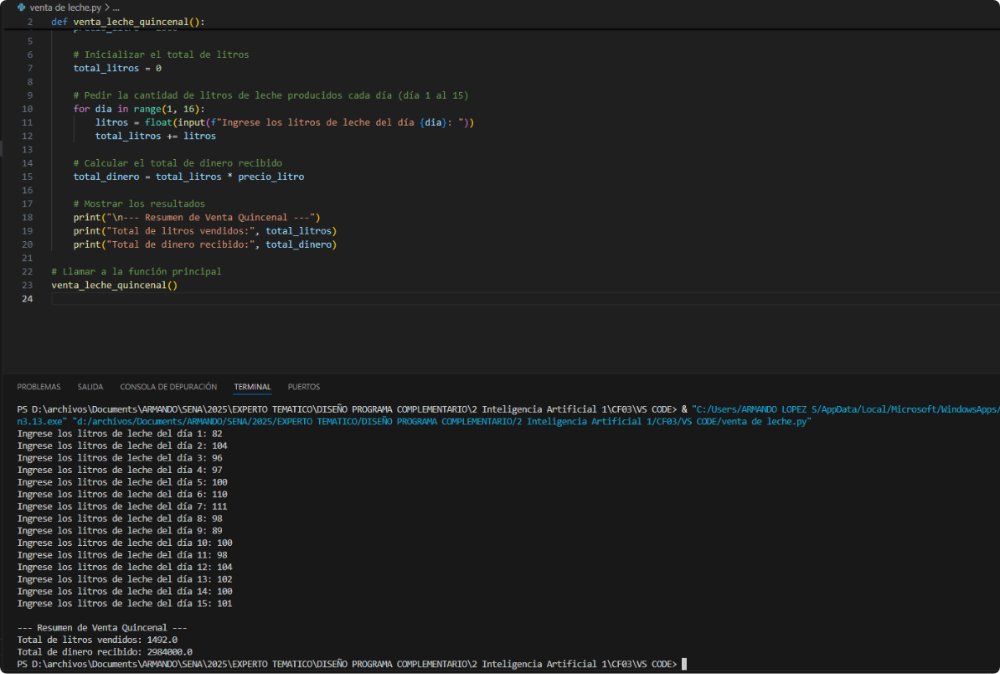 venta de leche.py > ...
2 def venta_leche_quincenal():
5
6 # Inicializar el total de litros
7 total_litros = 0
8
9 # Pedir la cantidad de litros de leche producidos cada día (día 1 al 15)
10 for dia in range(1, 16):
11 litros = float(input(f"Ingrese los litros de leche del día {dia}: "))
12 total_litros += litros
13
14 # Calcular el total de dinero recibido
15 total_dinero = total_litros * precio_litro
16
17 # Mostrar los resultados
18 print("\n--- Resumen de Venta Quincenal ---")
19 print("Total de litros vendidos:", total_litros)
20 print("Total de dinero recibido:", total_dinero)
21
22 # Llamar a la función principal
23 venta_leche_quincenal()
24
PROBLEMAS SALIDA CONSOLA DE DEPURACIÓN TERMINAL PUERTOS
PS D:\archivos\Documents\ARMANDO\SENA\2025\EXPERTO TEMATICO\DISEÑO PROGRAMA COMPLEMENTARIO\2 Inteligencia Artificial 1\CF03\VS CODE> & "C:/Users/ARMANDO LOPEZ S/AppData/Local/Microsoft/WindowsApps/
n3.13.exe" "d:/archivos/Documents/ARMANDO/SENA/2025/EXPERTO TEMATICO/DISEÑO PROGRAMA COMPLEMENTARIO/2 Inteligencia Artificial 1/CF03/VS CODE/venta de leche.py"
Ingrese los litros de leche del día 1: 82
Ingrese los litros de leche del día 2: 104
Ingrese los litros de leche del día 3: 96
Ingrese los litros de leche del día 4: 97
Ingrese los litros de leche del día 5: 100
Ingrese los litros de leche del día 6: 110
Ingrese los litros de leche del día 7: 111
Ingrese los litros de leche del día 8: 98
Ingrese los litros de leche del día 9: 89
Ingrese los litros de leche del día 10: 100
Ingrese los litros de leche del día 11: 98
Ingrese los litros de leche del día 12: 104
Ingrese los litros de leche del día 13: 102
Ingrese los litros de leche del día 14: 100
Ingrese los litros de leche del día 15: 101
--- Resumen de Venta Quincenal ---
Total de litros vendidos: 1492.0
Total de dinero recibido: 2984000.0
PS D:\archivos\Documents\ARMANDO\SENA\2025\EXPERTO TEMATICO\DISEÑO PROGRAMA COMPLEMENTARIO\2 Inteligencia Artificial 1\CF03\VS CODE>